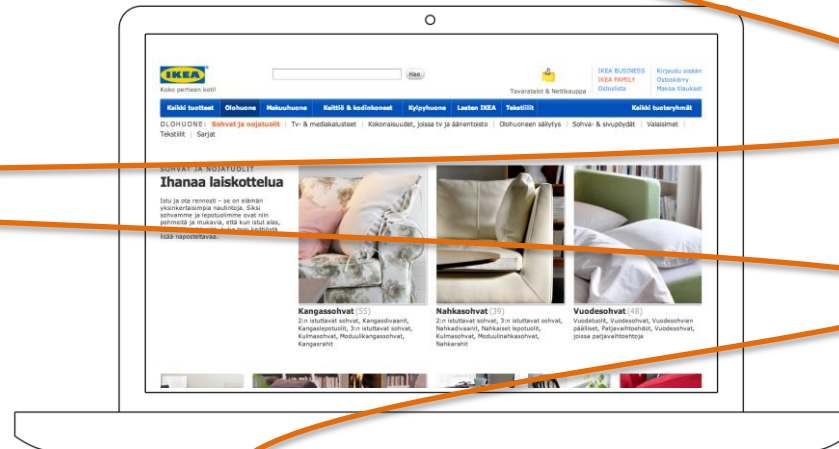 IKEA
Hae
Koko perheen koti!
Tavaratalot & Nettikauppa
IKEA BUSINESS
IKEA FAMILY
Ostoslista
Kirjaudu sisään
Ostoskärry
Maksa tilaukset
Kaikki tuotteet Olohuone Makuuhuone Keittiö & kodinkoneet Kylpyhuone Lasten IKEA Tekstiilit Kaikki tuoteryhmät
OLOHUONE: Sohvat ja nojatuolit | Tv- & mediakalusteet | Kokonaisuudet, joissa tv ja äänentoisto | Olohuoneen säilytys | Sohva- & sivupöydät | Valaisimet |
Tekstiilit | Sarjat
SOHVAT JA NOJATUOLIT
Ihanaa laiskottelua
Istu ja ota rennosti – se on elämän
yksinkertaisimpia nautintoja. Siksi
sohvamme ja lepotuolimme ovat niin
pehmeitä ja mukavia, että kun istut alas,
lisää naposteltavaa.
Kangassohvat (55)
2:n istuttavat sohvat, Kangasdivaanit,
Kangaslepotuolit, 3:n istuttavat sohvat,
Kulmasohvat, Moduulikangassohvat,
Kangasrahit
Nahkasohvat (39)
2:n istuttavat sohvat, 3:n istuttavat sohvat,
Nahkadivaanit, Nahkaiset lepotuolit,
Kulmasohvat, Moduulinahkasohvat,
Nahkarahit
Vuodesohvat (48)
Vuodetuolit, Vuodesohvat, Vuodesohvien
päälliset, Patjavaihtoehdot, Vuodesohvat,
joissa patjavaihtoehtoja